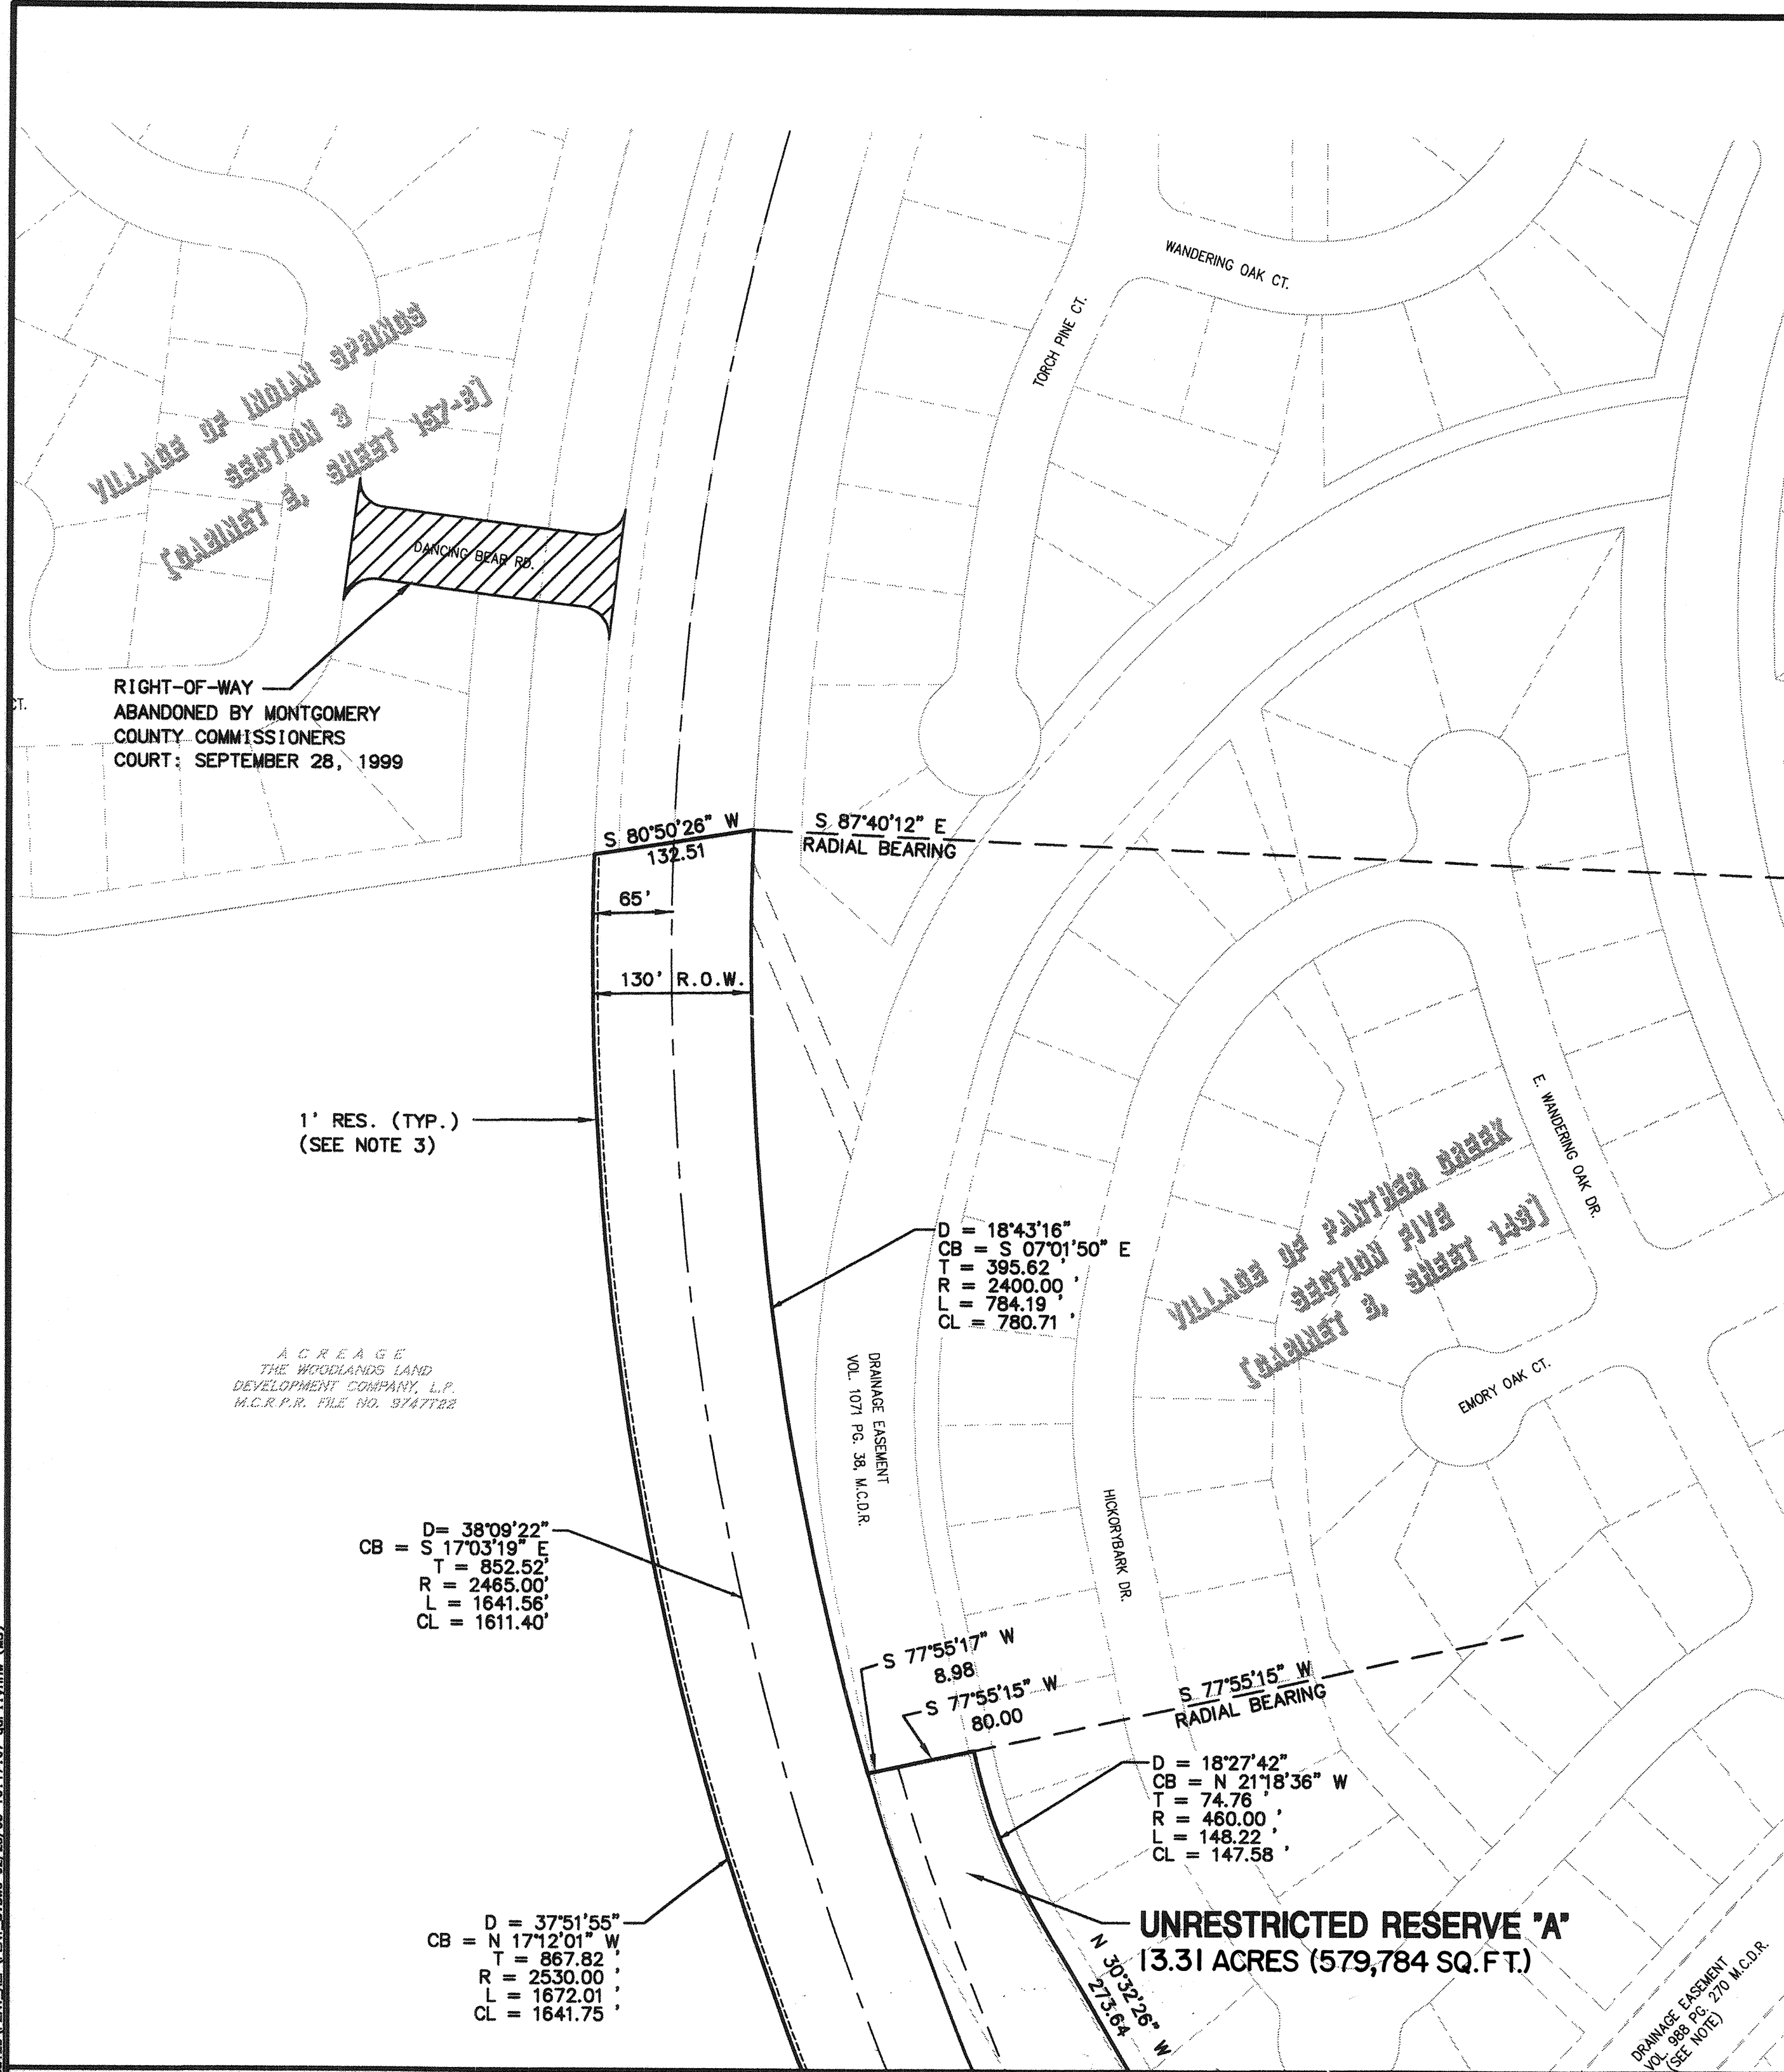 WANDERING OAK CT.
TORCH PINE CT.
VILLAGE OF INDIAN SPRINGS
SECTION 3
[CABINET B, SHEET 137-B]
DANCING BEAR RD.
RIGHT-OF-WAY
ABANDONED BY MONTGOMERY
COUNTY COMMISSIONERS
COURT: SEPTEMBER 28, 1999
CT.
S 80°50'26" W
132.51
S 87°40'12" E
RADIAL BEARING
65'
130' R.O.W.
1' RES. (TYP.)
(SEE NOTE 3)
E. WANDERING OAK DR.
VILLAGE OF PANTHER CREEK
SECTION FIVE
[CABINET B, SHEET 149]
D = 18°43'16"
CB = S 07°01'50" E
T = 395.62 '
R = 2400.00 '
L = 784.19 '
CL = 780.71 '
A C R E A G E
THE WOODLANDS LAND
DEVELOPMENT COMPANY, L.P.
M.C.R.P.R. FILE NO. 9747722
DRAINAGE EASEMENT
VOL. 1071 PG. 38, M.C.D.R.
EMORY OAK CT.
HICKORYBARK DR.
D= 38°09'22"
CB = S 17°03'19" E
T = 852.52'
R = 2465.00'
L = 1641.56'
CL = 1611.40'
S 77°55'17" W
8.98
S 77°55'15" W
80.00
S 77°55'15" W
RADIAL BEARING
D = 18°27'42"
CB = N 21°18'36" W
T = 74.76 '
R = 460.00 '
L = 148.22 '
CL = 147.58 '
UNRESTRICTED RESERVE "A"
13.31 ACRES (579,784 SQ.FT.)
D = 37°51'55"
CB = N 17°12'01" W
T = 867.82 '
R = 2530.00 '
L = 1672.01 '
CL = 1641.75 '
N 30°32'26" W
273.64
DRAINAGE EASEMENT
VOL. 988 PG. 270 M.C.D.R.
(SEE NOTE)